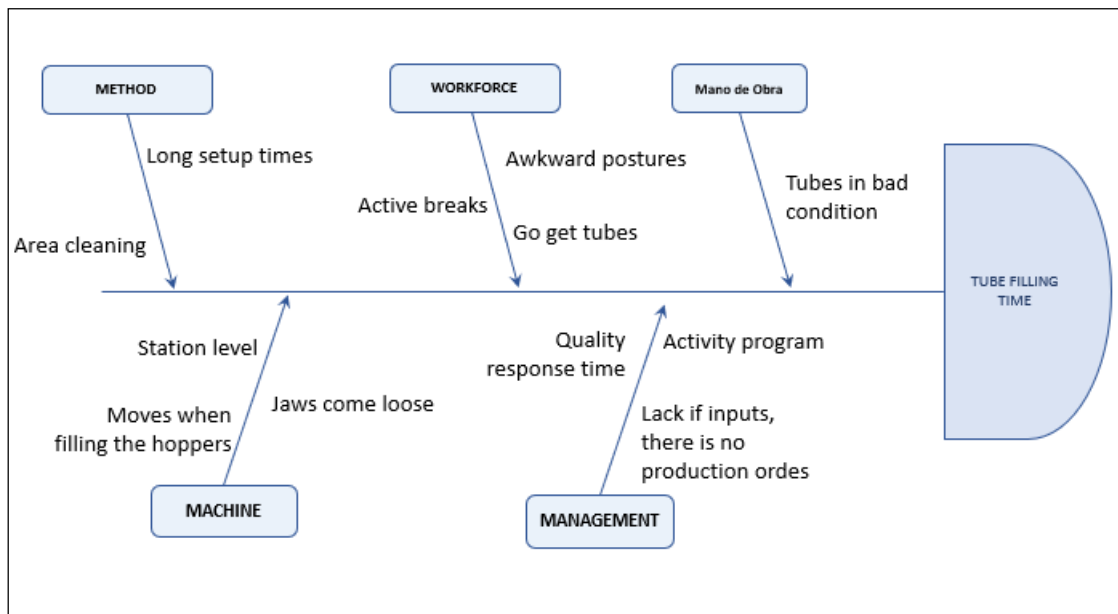 METHOD
WORKFORCE
Mano de Obra
Long setup times
Area cleaning
Awkward postures
Active breaks
Go get tubes
Tubes in bad
condition
TUBE FILLING
TIME
Station level
Moves when
filling the hoppers
Jaws come loose
Quality
response time
Activity program
Lack if inputs,
there is no
production ordes
MACHINE
MANAGEMENT